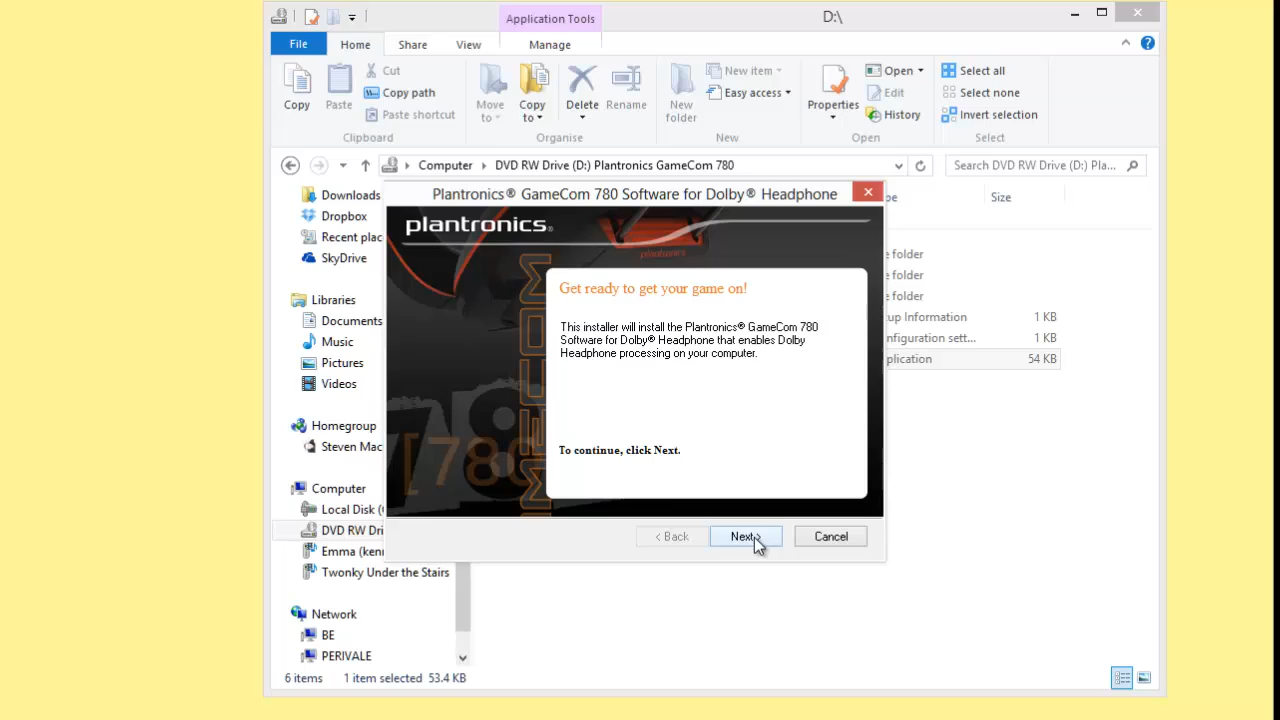 Application Tools
D:\
File
Home
Share
View
Manage
Copy
Paste
Cut
Copy path
Paste shortcut
Clipboard
Move to
Copy to
Delete
Rename
Organise
New folder
New item
Easy access
New
Properties
Open
Edit
History
Open
Select all
Select none
Invert selection
Select
Computer
DVD RW Drive (D:) Plantronics GameCom 780
Search DVD RW Drive (D:) Pla...
Downloads
Dropbox
Recent plac
SkyDrive
Libraries
Documents
Music
Pictures
Videos
Homegroup
Steven Mac
Computer
Local Disk (
DVD RW Dri
Emma (kenn
Twonky Under the Stairs
Network
BE
PERIVALE
pe
Size
e folder
e folder
e folder
up Information
1 KB
nfiguration sett...
1 KB
plication
54 KB
Plantronics® GameCom 780 Software for Dolby® Headphone
plantronics®
plantronics
[780
Get ready to get your game on!
This installer will install the Plantronics® GameCom 780
Software for Dolby® Headphone that enables Dolby
Headphone processing on your computer.
To continue, click Next.
< Back
Next >
Cancel
6 items
1 item selected 53.4 KB